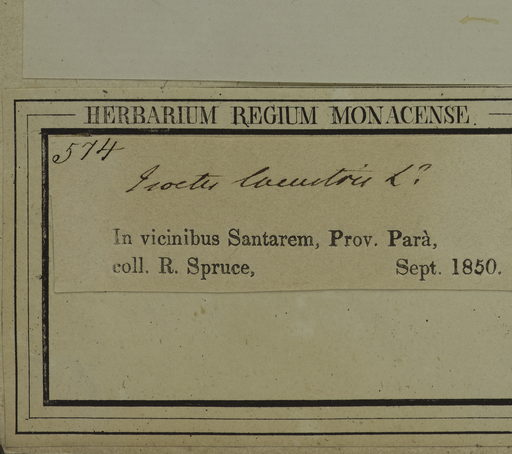 HERBARIUM REGIUM MONACENSE.
574
Isoetes lacustris L.?
In vicinibus Santarem, Prov. Parà,
coll. R. Spruce, Sept. 1850.